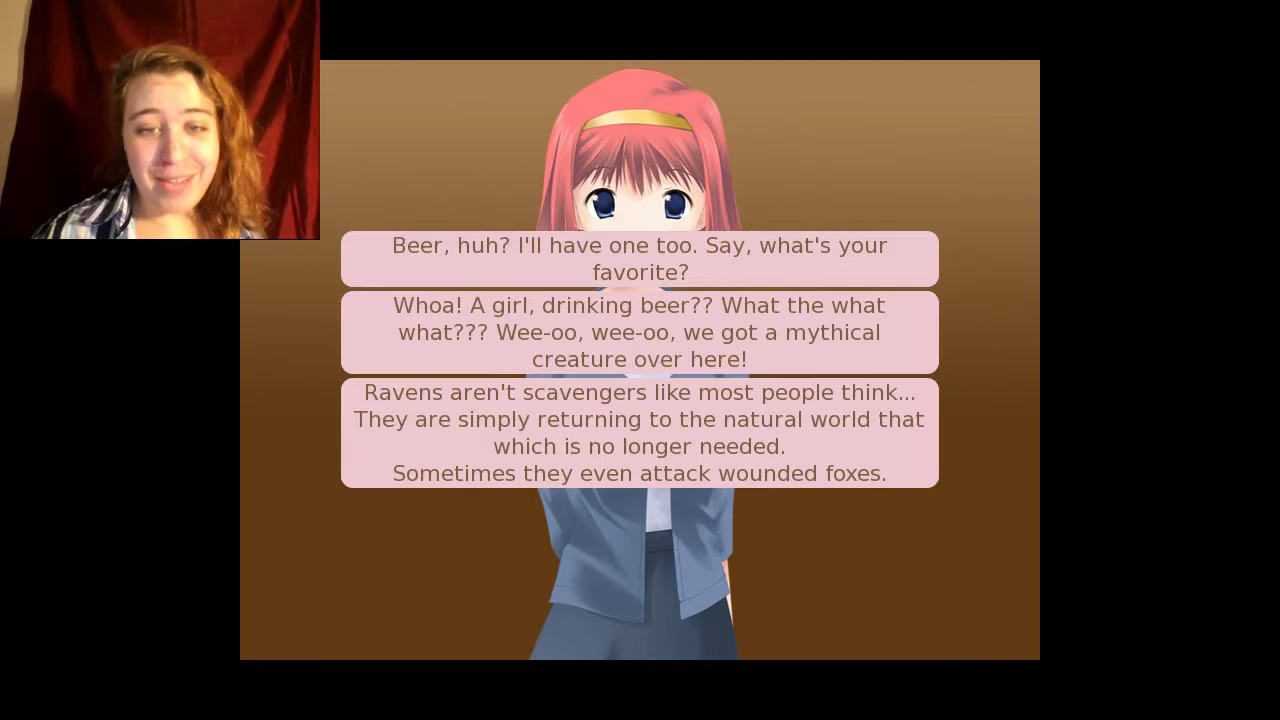 Beer, huh? I'll have one too. Say, what's your
favorite?
Whoa! A girl, drinking beer?? What the what
what??? Wee-oo, wee-oo, we got a mythical
creature over here!
Ravens aren't scavengers like most people think...
They are simply returning to the natural world that
which is no longer needed.
Sometimes they even attack wounded foxes.